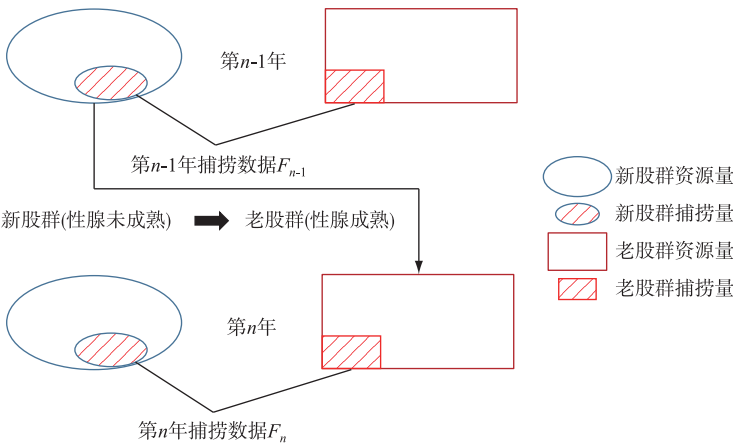 第n-1年
第n-1年捕捞数据Fn-1
新股群(性腺未成熟)
老股群(性腺成熟)
第n年
第n年捕捞数据Fn
新股群资源量
新股群捕捞量
老股群资源量
老股群捕捞量